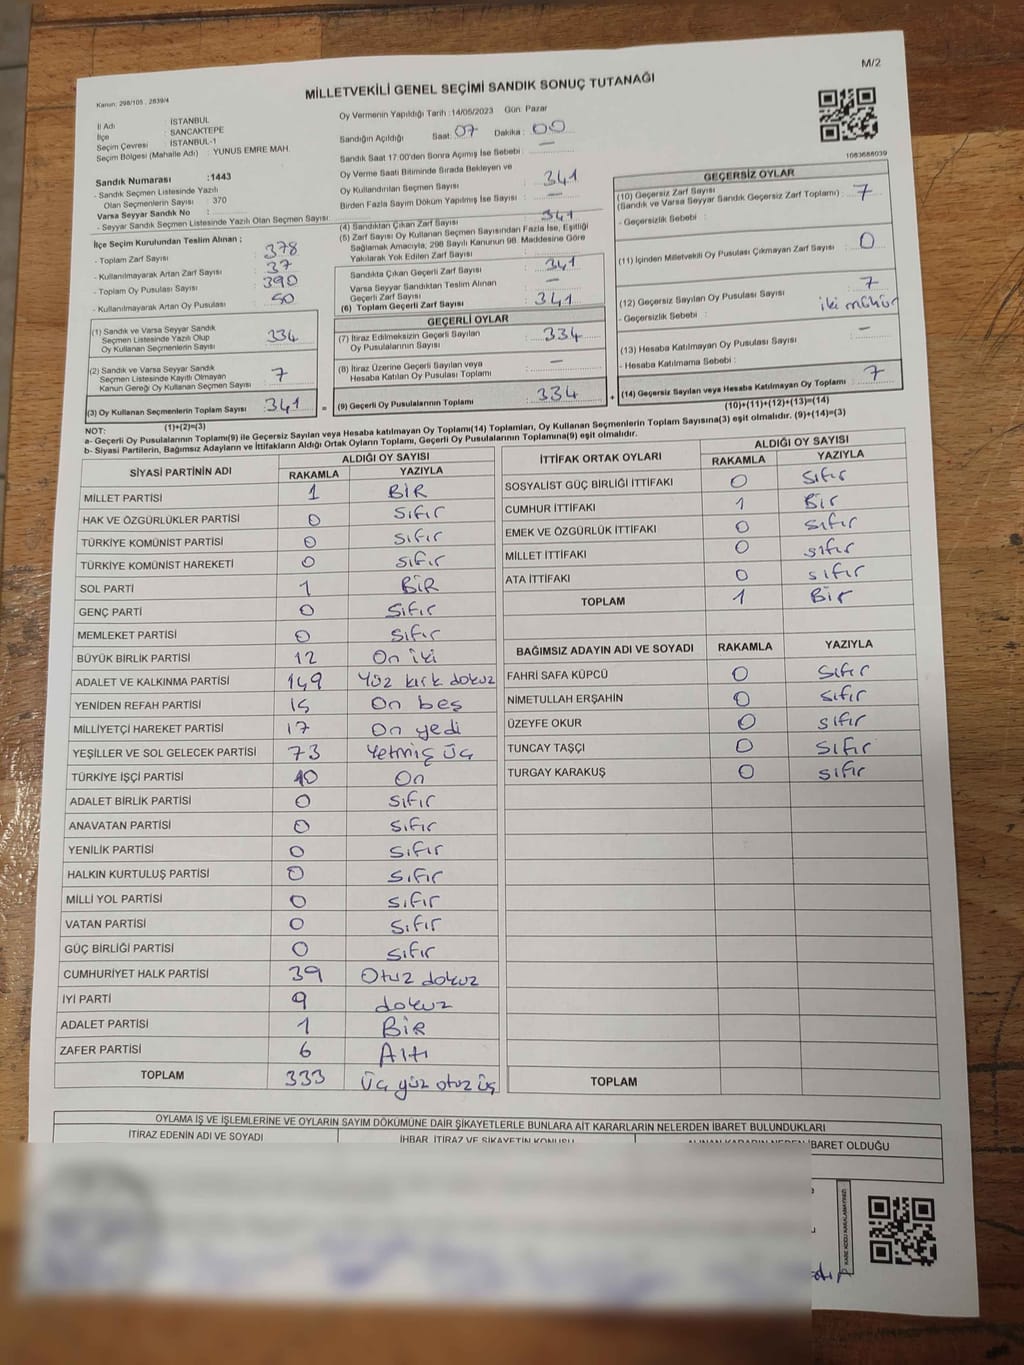 M/2
MİLLETVEKİLİ GENEL SEÇİMİ SANDIK SONUÇ TUTANAĞI
Kanun: 298/105 , 2839/4
İl Adı : İSTANBUL
İlçe : SANCAKTEPE
Seçim Çevresi : İSTANBUL-1
Seçim Bölgesi (Mahalle Adı) : YUNUS EMRE MAH.
Sandık Numarası :1443
- Sandık Seçmen Listesinde Yazılı
Olan Seçmenlerin Sayısı : 370
Varsa Seyyar Sandık No :
- Seyyar Sandık Seçmen Listesinde Yazılı Olan Seçmen Sayısı:
İlçe Seçim Kurulundan Teslim Alınan ;
- Toplam Zarf Sayısı : 378
- Kullanılmayarak Artan Zarf Sayısı : 37
- Toplam Oy Pusulası Sayısı : 390
- Kullanılmayarak Artan Oy Pusulası : 50
(1) Sandık ve Varsa Seyyar Sandık
Seçmen Listesinde Yazılı Olup
Oy Kullanan Seçmenlerin Sayısı : 334
(2) Sandık ve Varsa Seyyar Sandık
Seçmen Listesinde Kayıtlı Olmayan
Kanun Gereği Oy Kullanan Seçmen Sayısı : 7
(3) Oy Kullanan Seçmenlerin Toplam Sayısı :341 =
(1)+(2)=(3)
Oy Vermenin Yapıldığı Tarih :14/05/2023 Gün: Pazar
Sandığın Açıldığı Saat: 07 Dakika : 00
Sandık Saat 17:00'den Sonra Açımış İse Sebebi : —
Oy Verme Saati Bitiminde Sırada Bekleyen ve
Oy Kullandırılan Seçmen Sayısı : 341
Birden Fazla Sayım Döküm Yapılmış İse Sayısı : —
(4) Sandıktan Çıkan Zarf Sayısı : 341
(5) Zarf Sayısı Oy Kullanan Seçmen Sayısından Fazla İse, Eşitliği
Sağlamak Amacıyla, 298 Sayılı Kanunun 98. Maddesine Göre
Yakılarak Yok Edilen Zarf Sayısı :
Sandıkta Çıkan Geçerli Zarf Sayısı : 341
Varsa Seyyar Sandıktan Teslim Alınan
Geçerli Zarf Sayısı : —
(6) Toplam Geçerli Zarf Sayısı : 341
GEÇERLİ OYLAR
(7) İtiraz Edilmeksizin Geçerli Sayılan
Oy Pusulalarının Sayısı : 334
(8) İtiraz Üzerine Geçerli Sayılan veya
Hesaba Katılan Oy Pusulası Toplamı : —
(9) Geçerli Oy Pusulalarının Toplamı : 334 +
1083688039
GEÇERSİZ OYLAR
(10) Geçersiz Zarf Sayısı
(Sandık ve Varsa Seyyar Sandık Geçersiz Zarf Toplamı) : 7
- Geçersizlik Sebebi :
(11) İçinden Milletvekili Oy Pusulası Çıkmayan Zarf Sayısı : 0
(12) Geçersiz Sayılan Oy Pusulası Sayısı : 7
- Geçersizlik Sebebi : iki mühür
(13) Hesaba Katılmayan Oy Pusulası Sayısı : —
- Hesaba Katılmama Sebebi :
(14) Geçersiz Sayılan veya Hesaba Katılmayan Oy Toplamı : 7
(10)+(11)+(12)+(13)=(14)
NOT:
a- Geçerli Oy Pusulalarının Toplamı(9) ile Geçersiz Sayılan veya Hesaba katılmayan Oy Toplamı(14) Toplamları, Oy Kullanan Seçmenlerin Toplam Sayısına(3) eşit olmalıdır. (9)+(14)=(3)
b- Siyasi Partilerin, Bağımsız Adayların ve İttifakların Aldığı Ortak Oyların Toplamı, Geçerli Oy Pusulalarının Toplamına(9) eşit olmalıdır.
SİYASİ PARTİNİN ADI ALDIĞI OY SAYISI
RAKAMLA YAZIYLA
MİLLET PARTİSİ 1 BİR
HAK VE ÖZGÜRLÜKLER PARTİSİ 0 Sıfır
TÜRKİYE KOMÜNİST PARTİSİ 0 Sıfır
TÜRKİYE KOMÜNİST HAREKETİ 0 Sıfır
SOL PARTİ 1 BİR
GENÇ PARTİ 0 Sıfır
MEMLEKET PARTİSİ 0 Sıfır
BÜYÜK BİRLİK PARTİSİ 12 On iki
ADALET VE KALKINMA PARTİSİ 149 Yüz kırk dokuz
YENİDEN REFAH PARTİSİ 15 On beş
MİLLİYETÇİ HAREKET PARTİSİ 17 On yedi
YEŞİLLER VE SOL GELECEK PARTİSİ 73 Yetmiş üç
TÜRKİYE İŞÇİ PARTİSİ 10 On
ADALET BİRLİK PARTİSİ 0 Sıfır
ANAVATAN PARTİSİ 0 Sıfır
YENİLİK PARTİSİ 0 Sıfır
HALKIN KURTULUŞ PARTİSİ 0 Sıfır
MİLLİ YOL PARTİSİ 0 Sıfır
VATAN PARTİSİ 0 Sıfır
GÜÇ BİRLİĞİ PARTİSİ 0 Sıfır
CUMHURİYET HALK PARTİSİ 39 Otuz dokuz
İYİ PARTİ 9 dokuz
ADALET PARTİSİ 1 BİR
ZAFER PARTİSİ 6 Altı
TOPLAM 333 Üç yüz otuz üç
İTTİFAK ORTAK OYLARI ALDIĞI OY SAYISI
RAKAMLA YAZIYLA
SOSYALİST GÜÇ BİRLİĞİ İTTİFAKI 0 Sıfır
CUMHUR İTTİFAKI 1 Bir
EMEK VE ÖZGÜRLÜK İTTİFAKI 0 Sıfır
MİLLET İTTİFAKI 0 sıfır
ATA İTTİFAKI 0 sıfır
TOPLAM 1 Bir
BAĞIMSIZ ADAYIN ADI VE SOYADI RAKAMLA YAZIYLA
FAHRİ SAFA KÜPCÜ 0 Sıfır
NİMETULLAH ERŞAHİN 0 Sıfır
ÜZEYFE OKUR 0 sıfır
TUNCAY TAŞÇI 0 Sıfır
TURGAY KARAKUŞ 0 sıfır
TOPLAM
OYLAMA İŞ VE İŞLEMLERİNE VE OYLARIN SAYIM DÖKÜMÜNE DAİR ŞİKAYETLERLE BUNLARA AİT KARARLARIN NELERDEN İBARET BULUNDUKLARI
İTİRAZ EDENİN ADI VE SOYADI İHBAR, İTİRAZ VE ŞİKAYETİN KONUSU ALINAN KARARIN NEDEN İBARET OLDUĞU